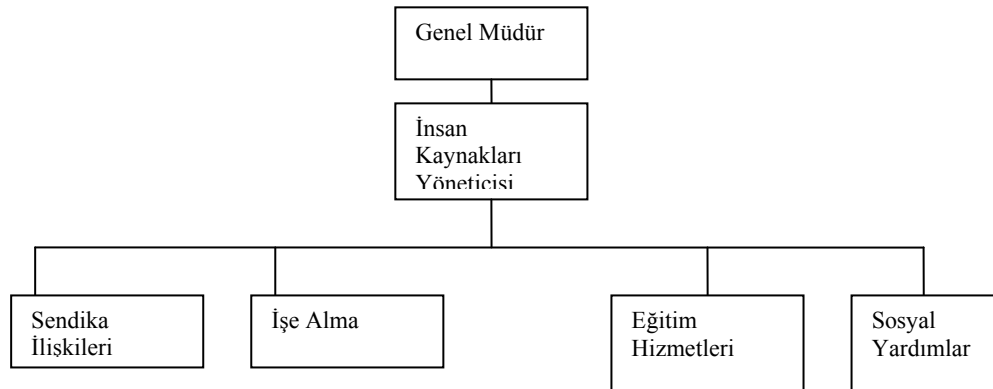 Genel Müdür
İnsan
Kaynakları
Yöneticisi
Sendika
İlişkileri
İşe Alma
Eğitim
Hizmetleri
Sosyal
Yardımlar